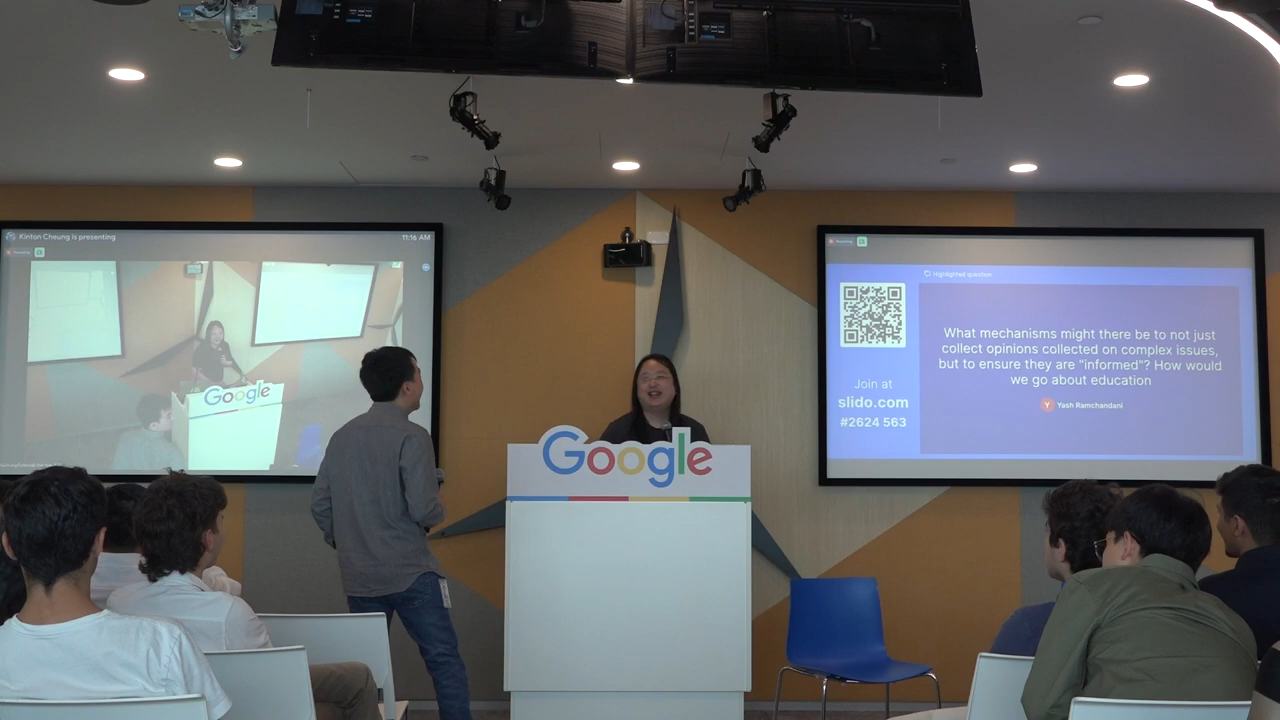 Kinton Cheung is presenting
11:16 AM
Google
Google
Highlighted question
What mechanisms might there be to not just
collect opinions collected on complex issues,
but to ensure they are "informed"? How would
we go about education
Y Yash Ramchandani
Join at
slido.com
#2624 563